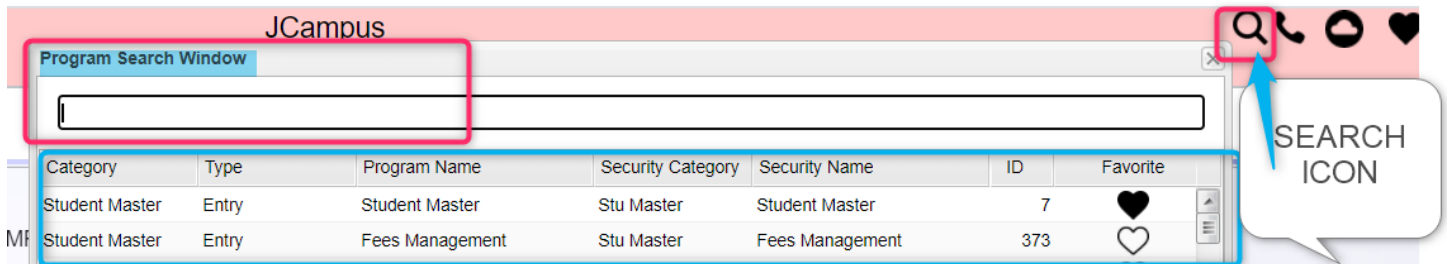 JCampus
Program Search Window
SEARCH
ICON
Category Type Program Name Security Category Security Name ID Favorite
Student Master Entry Student Master Stu Master Student Master 7
Student Master Entry Fees Management Stu Master Fees Management 373